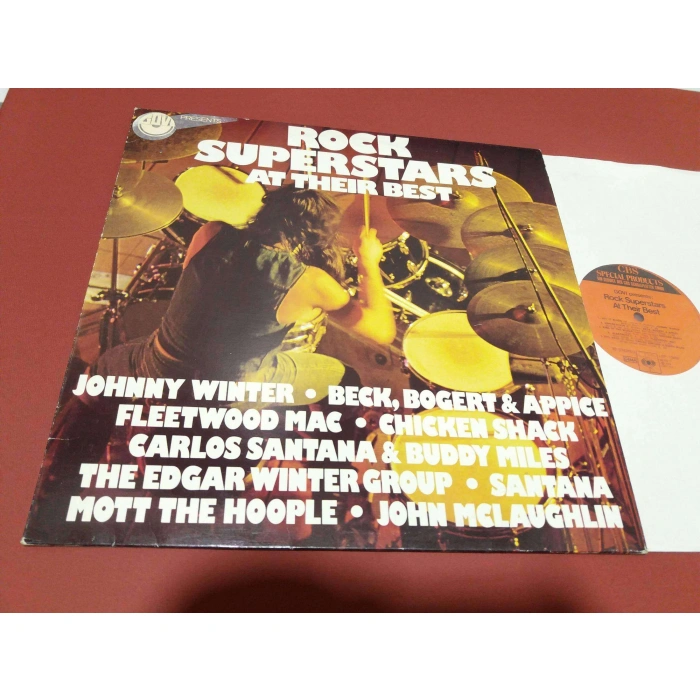 PRESENTS
ROCK
SUPERSTARS
AT THEIR BEST
JOHNNY WINTER • BECK, BOGERT & APPICE
FLEETWOOD MAC • CHICKEN SHACK
CARLOS SANTANA & BUDDY MILES
THE EDGAR WINTER GROUP • SANTANA
MOTT THE HOOPLE • JOHN MCLAUGHLIN
CBS
SPECIAL PRODUCTS
Rock Superstars
At Their Best